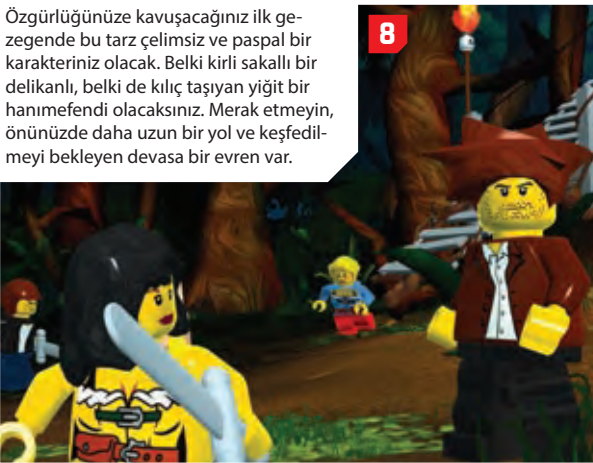 Özgürlüğünüze kavuşacağınız ilk ge-
zegende bu tarz çelimsiz ve paspal bir
karakteriniz olacak. Belki kirli sakallı bir
delikanlı, belki de kılıç taşıyan yiğit bir
hanımefendi olacaksınız. Merak etmeyin,
önünüzde daha uzun bir yol ve keşfedil-
meyi bekleyen devasa bir evren var.
8